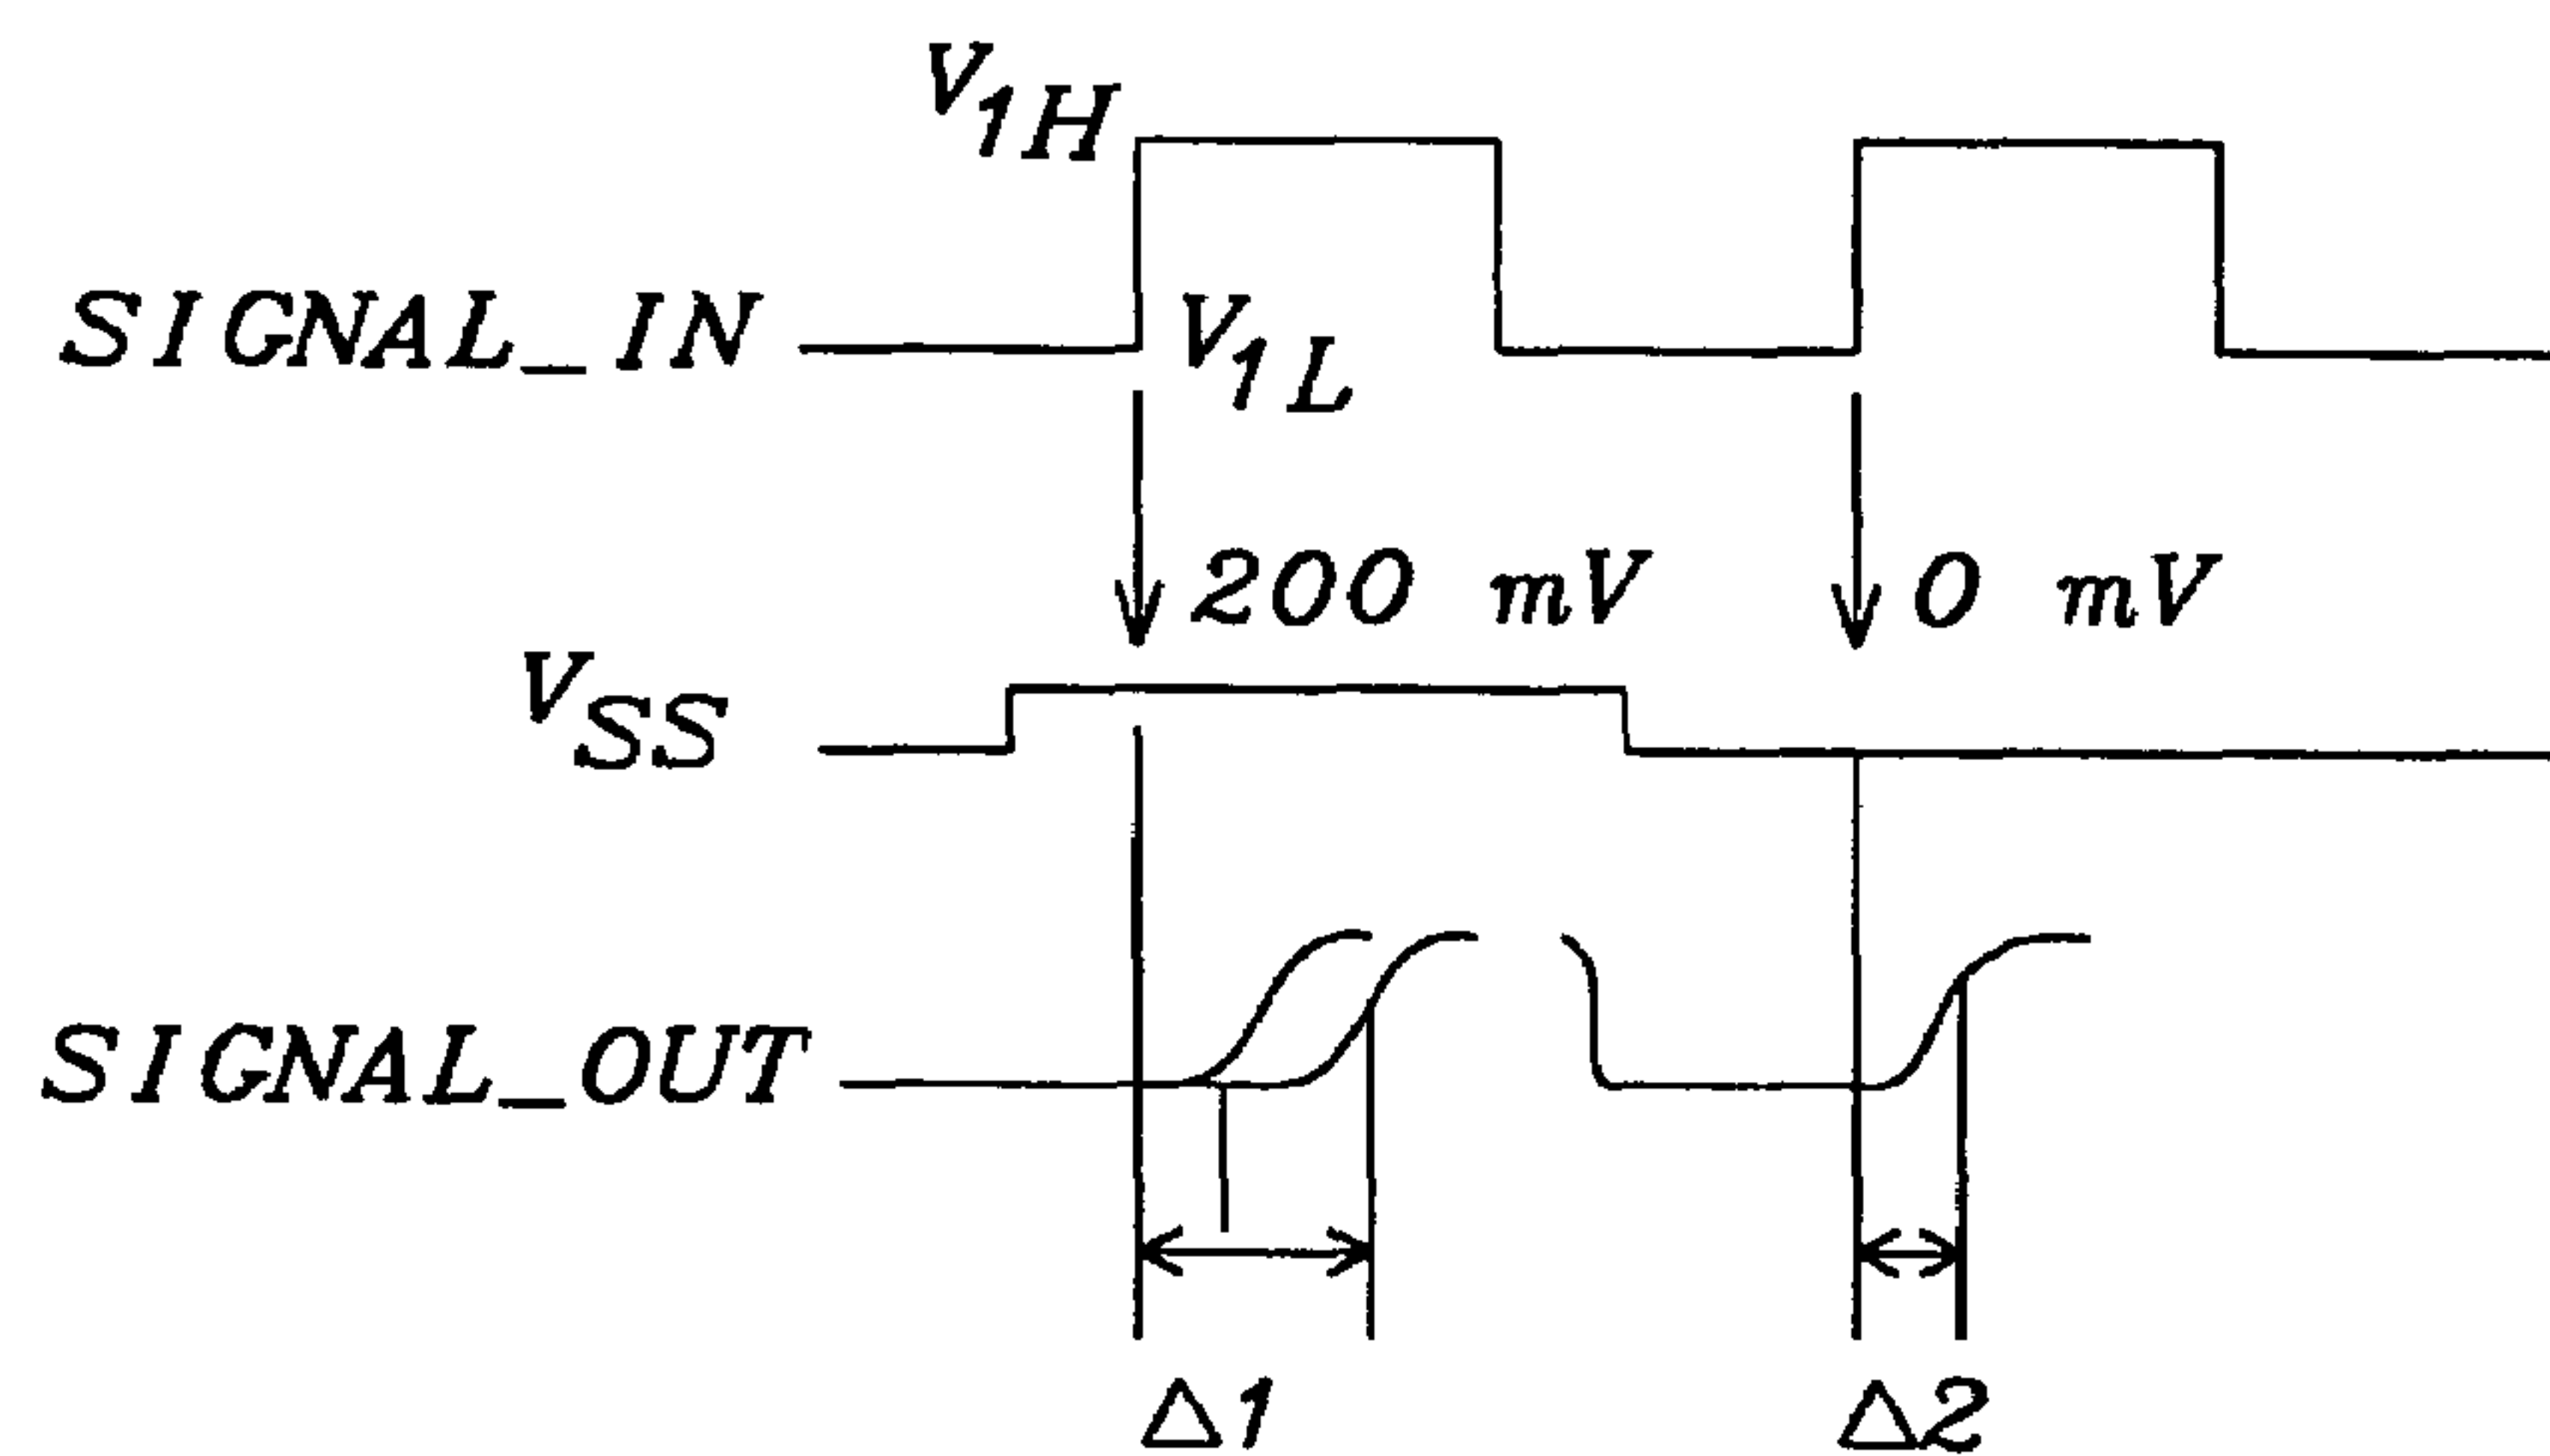 V1H
SIGNAL_IN
V1L
200 mV
0 mV
VSS
SIGNAL_OUT
Δ1
Δ2